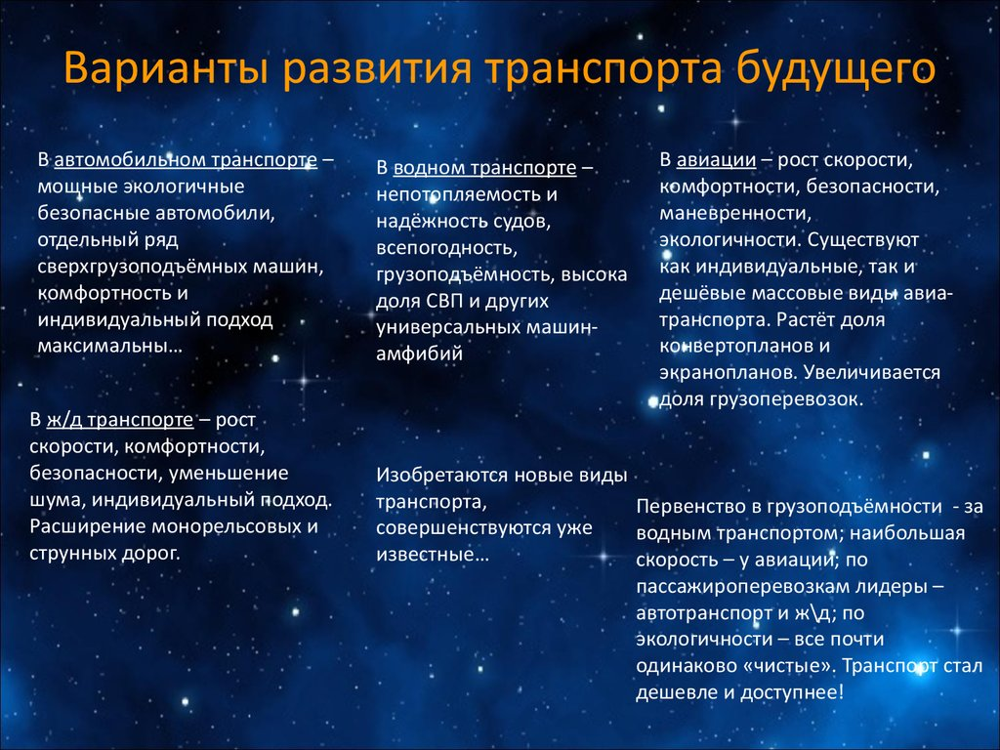 Варианты развития транспорта будущего
В автомобильном транспорте –
мощные экологичные
безопасные автомобили,
отдельный ряд
сверхгрузоподъёмных машин,
комфортность и
индивидуальный подход
максимальны…
В ж/д транспорте – рост
скорости, комфортности,
безопасности, уменьшение
шума, индивидуальный подход.
Расширение монорельсовых и
струнных дорог.
В водном транспорте –
непотопляемость и
надёжность судов,
всепогодность,
грузоподъёмность, высока
доля СВП и других
универсальных машин-
амфибий
Изобретаются новые виды
транспорта,
совершенствуются уже
известные…
В авиации – рост скорости,
комфортности, безопасности,
маневренности,
экологичности. Существуют
как индивидуальные, так и
дешёвые массовые виды авиа-
транспорта. Растёт доля
конвертопланов и
экранопланов. Увеличивается
доля грузоперевозок.
Первенство в грузоподъёмности - за
водным транспортом; наибольшая
скорость – у авиации; по
пассажироперевозкам лидеры –
автотранспорт и ж\д; по
экологичности – все почти
одинаково «чистые». Транспорт стал
дешевле и доступнее!